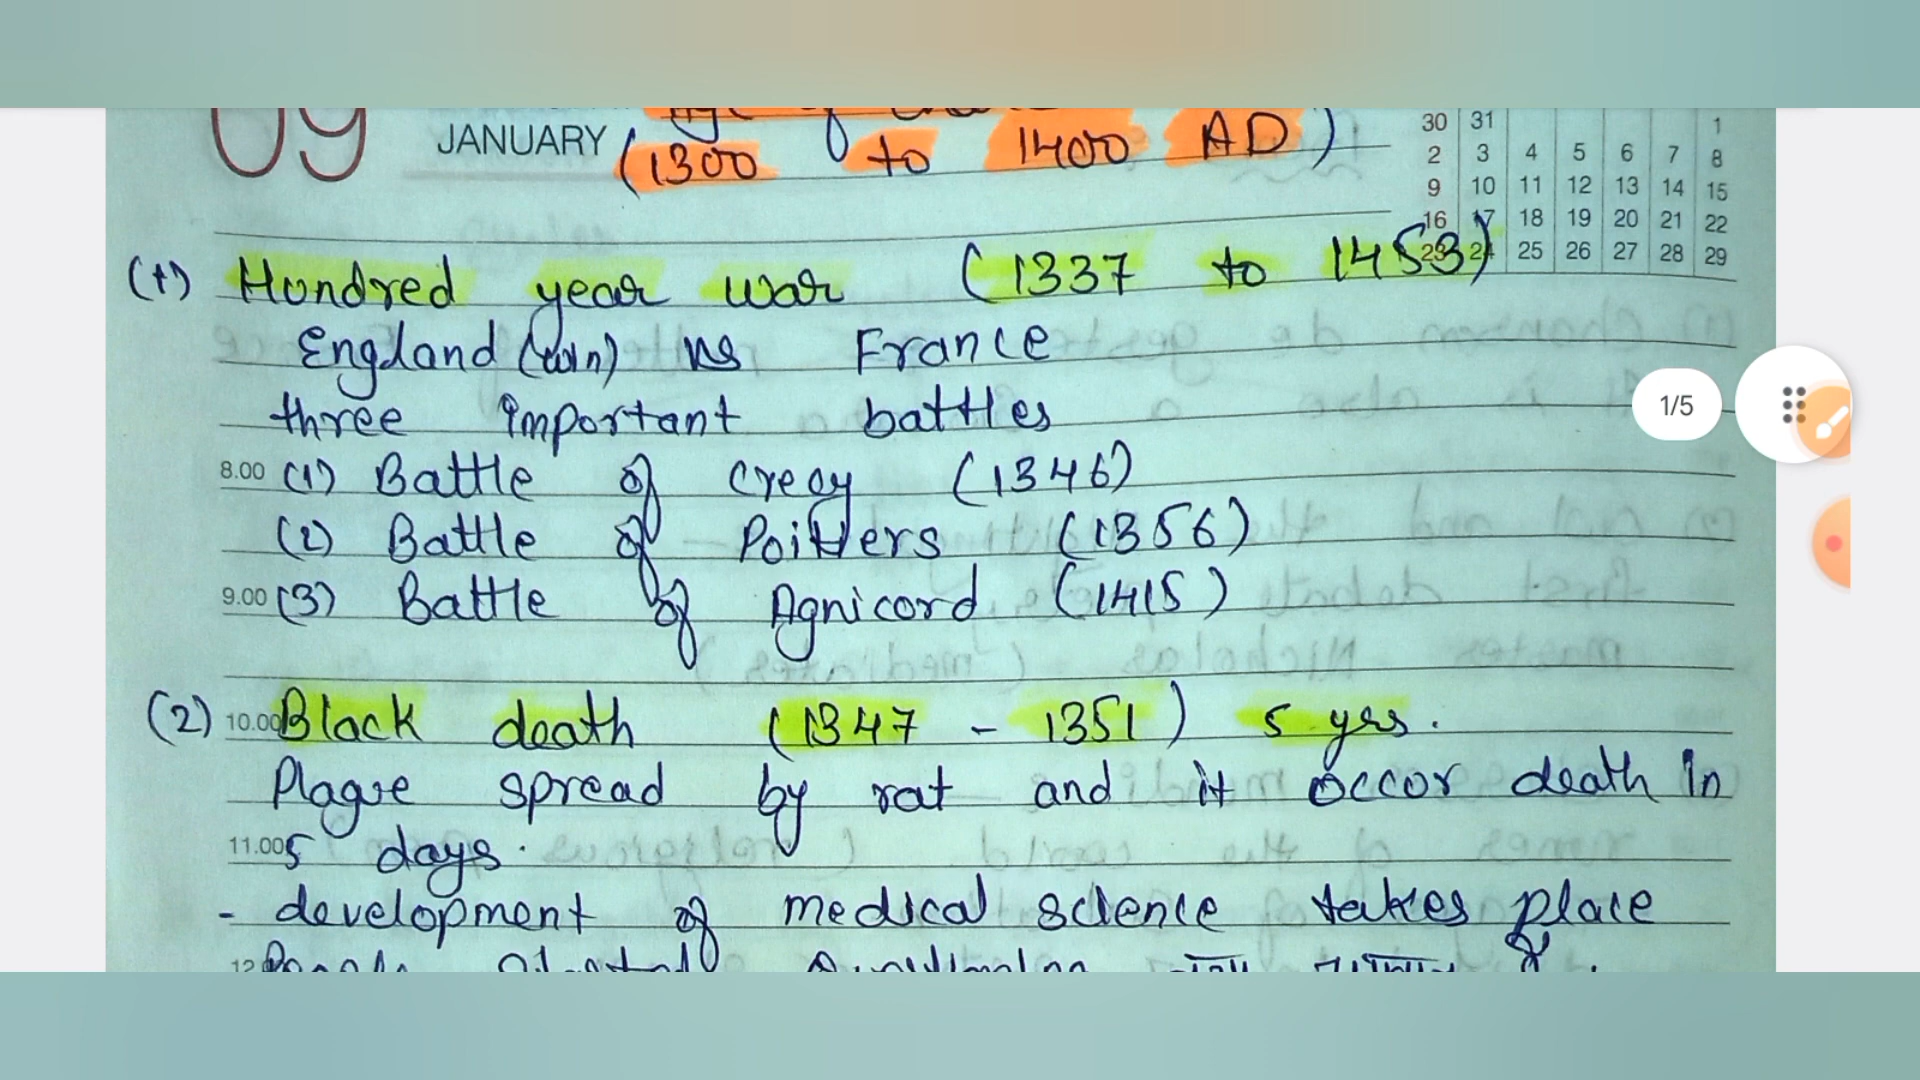 09
JANUARY
(1300 to 1400 AD)
30 31 1
2 3 4 5 6 7 8
9 10 11 12 13 14 15
16 17 18 19 20 21 22
23 24 25 26 27 28 29
(1) Hundred year war (1337 to 1453)
England (win) vs France
three important battles
1/5
8.00 (1) Battle of Crecy (1346)
(2) Battle of Poitiers (1356)
9.00 (3) Battle of Agnicord (1415)
(2) 10.00 Black death (1347 - 1351) 5 yrs.
Plague spread by rat and it occor death in
11.00 5 days.
- development of medical science takes place
12